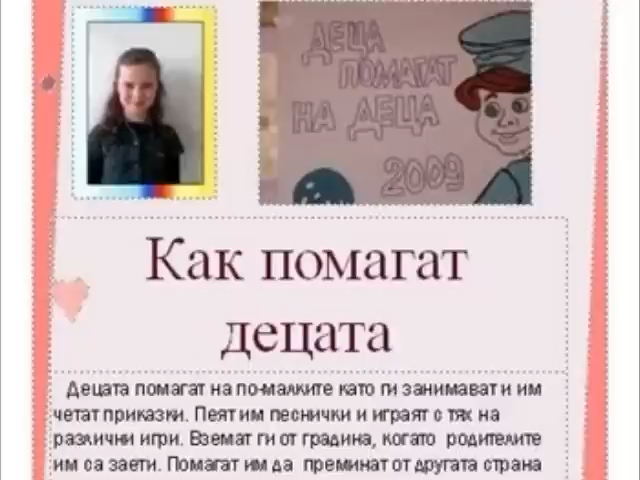 ДЕЦА
ПОМАГАТ
НА ДЕЦА
2009
Как помагат
децата
Децата помагат на по-малките като ги занимават и им
четат приказки. Пеят им песнички и играят с тях на
различни игри. Вземат ги от градина, когато родителите
им са заети. Помагат им да преминат от другата страна